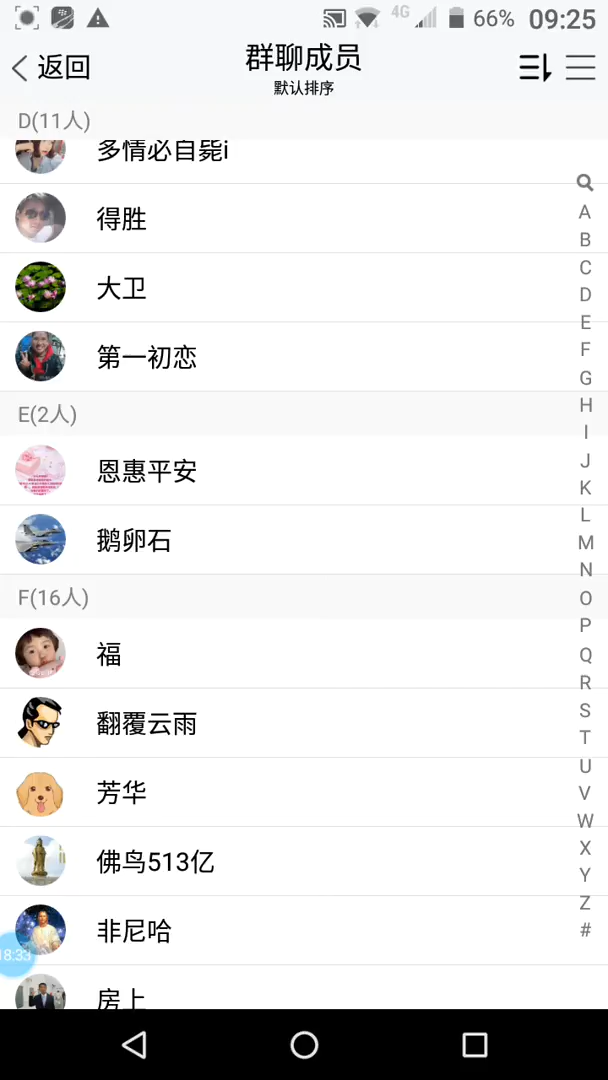 4G 66% 09:25
返回 群聊成员
默认排序
D(11人)
多情必自毙i
得胜
大卫
第一初恋
E(2人)
恩惠平安
鹅卵石
F(16人)
福
翻覆云雨
芳华
佛鸟513亿
非尼哈
18:33
房上
A
B
C
D
E
F
G
H
I
J
K
L
M
N
O
P
Q
R
S
T
U
V
W
X
Y
Z
#